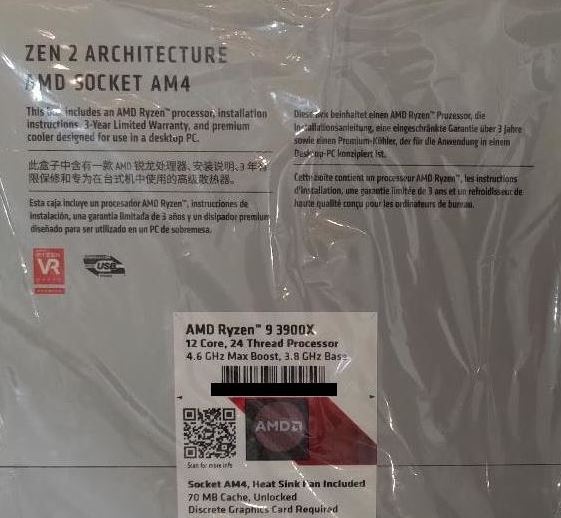 ZEN 2 ARCHITECTURE
AMD SOCKET AM4
This box includes an AMD Ryzen™ processor, installation
instructions, 3-Year Limited Warranty, and premium
cooler designed for use in a desktop PC.
此盒子中含有一款 AMD 锐龙处理器、安装说明、3 年有
限保修和专为在台式机中使用的高级散热器。
Esta caja incluye un procesador AMD Ryzen™, instrucciones de
instalación, una garantía limitada de 3 años y un disipador premium
diseñado para ser utilizado en un PC de sobremesa.
Diese Box beinhaltet einen AMD Ryzen™ Prozessor, die
Installationsanleitung, eine eingeschränkte Garantie über 3 Jahre
sowie einen Premium-Kühler, der für die Anwendung in einem
Desktop-PC konzipiert ist.
Cette boîte contient un processeur AMD Ryzen™, les instructions
d'installation, une garantie limitée de 3 ans et un refroidisseur de
haute qualité conçu pour les ordinateurs de bureau.
RYZEN
VR
USB
AMD Ryzen™ 9 3900X
12 Core, 24 Thread Processor
4.6 GHz Max Boost, 3.8 GHz Base
AMD
Scan for more info
Socket AM4, Heat Sink Fan Included
70 MB Cache, Unlocked
Discrete Graphics Card Required